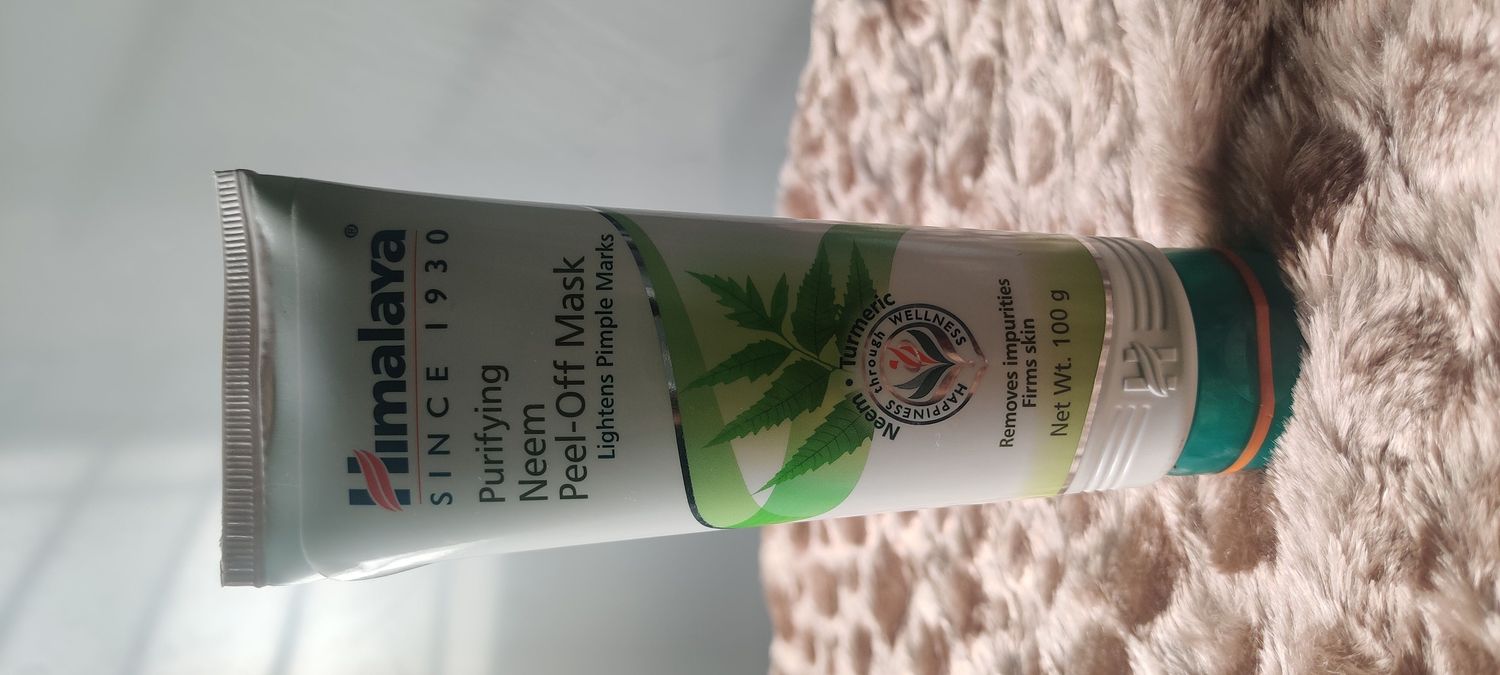 Himalaya®
SINCE 1930
Purifying
Neem
Peel-Off Mask
Lightens Pimple Marks
Neem • Turmeric
HAPPINESS through WELLNESS
Removes impurities
Firms skin
Net Wt. 100 g
H